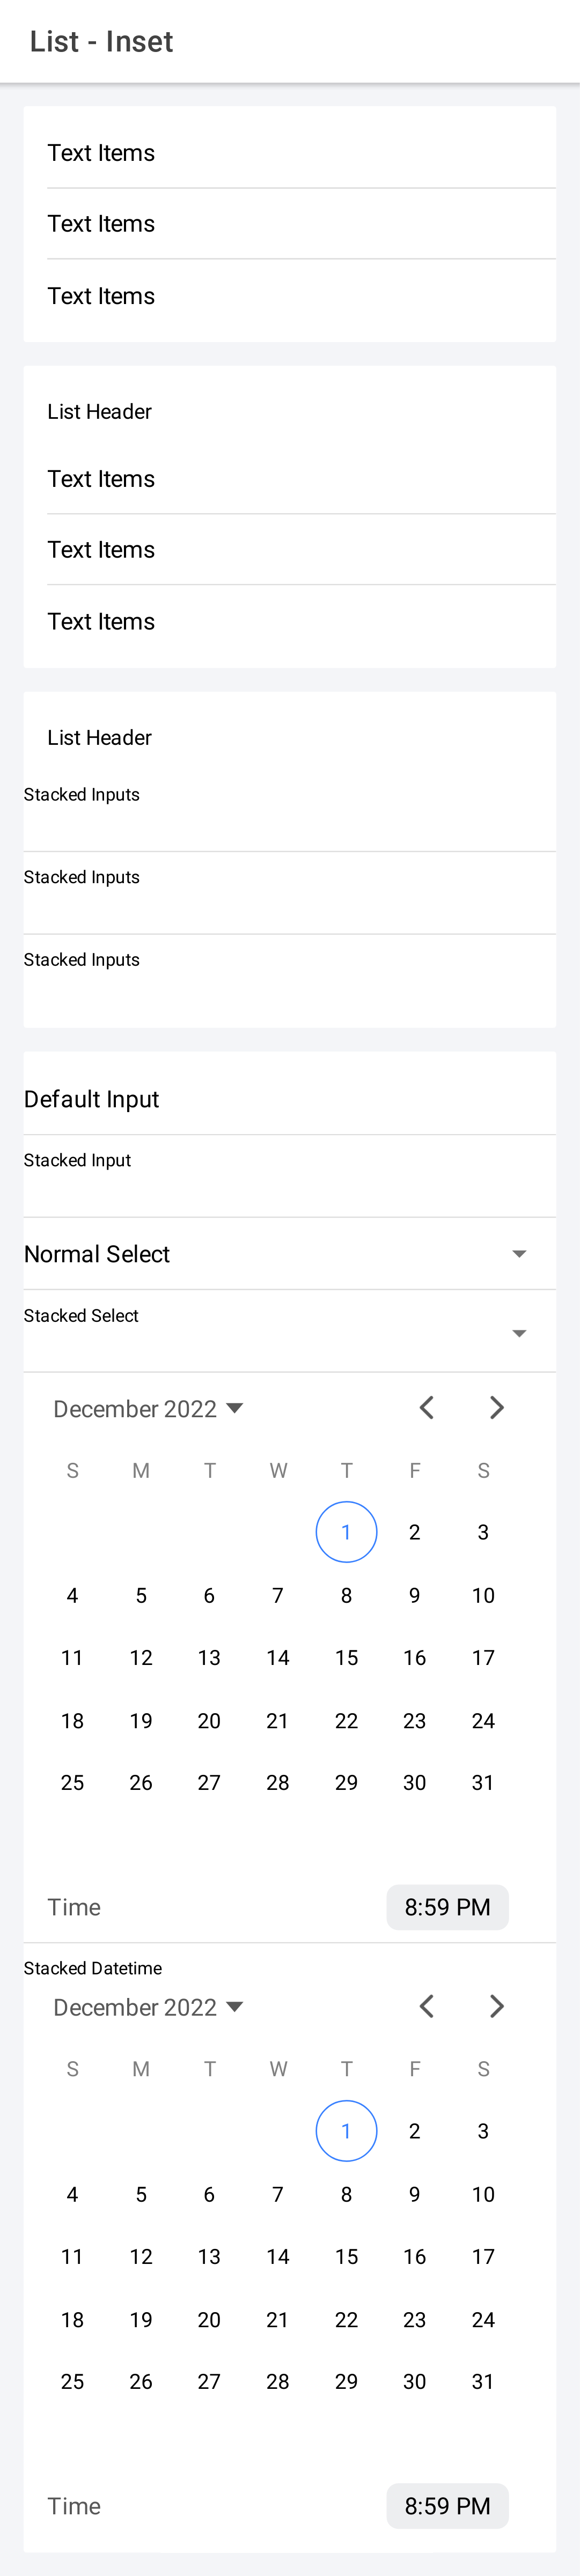 List - Inset
Text Items
Text Items
Text Items
List Header
Text Items
Text Items
Text Items
List Header
Stacked Inputs
Stacked Inputs
Stacked Inputs
Default Input
Stacked Input
Normal Select
Stacked Select
December 2022
S M T W T F S
1 2 3
4 5 6 7 8 9 10
11 12 13 14 15 16 17
18 19 20 21 22 23 24
25 26 27 28 29 30 31
Time 8:59 PM
Stacked Datetime
December 2022
S M T W T F S
1 2 3
4 5 6 7 8 9 10
11 12 13 14 15 16 17
18 19 20 21 22 23 24
25 26 27 28 29 30 31
Time 8:59 PM